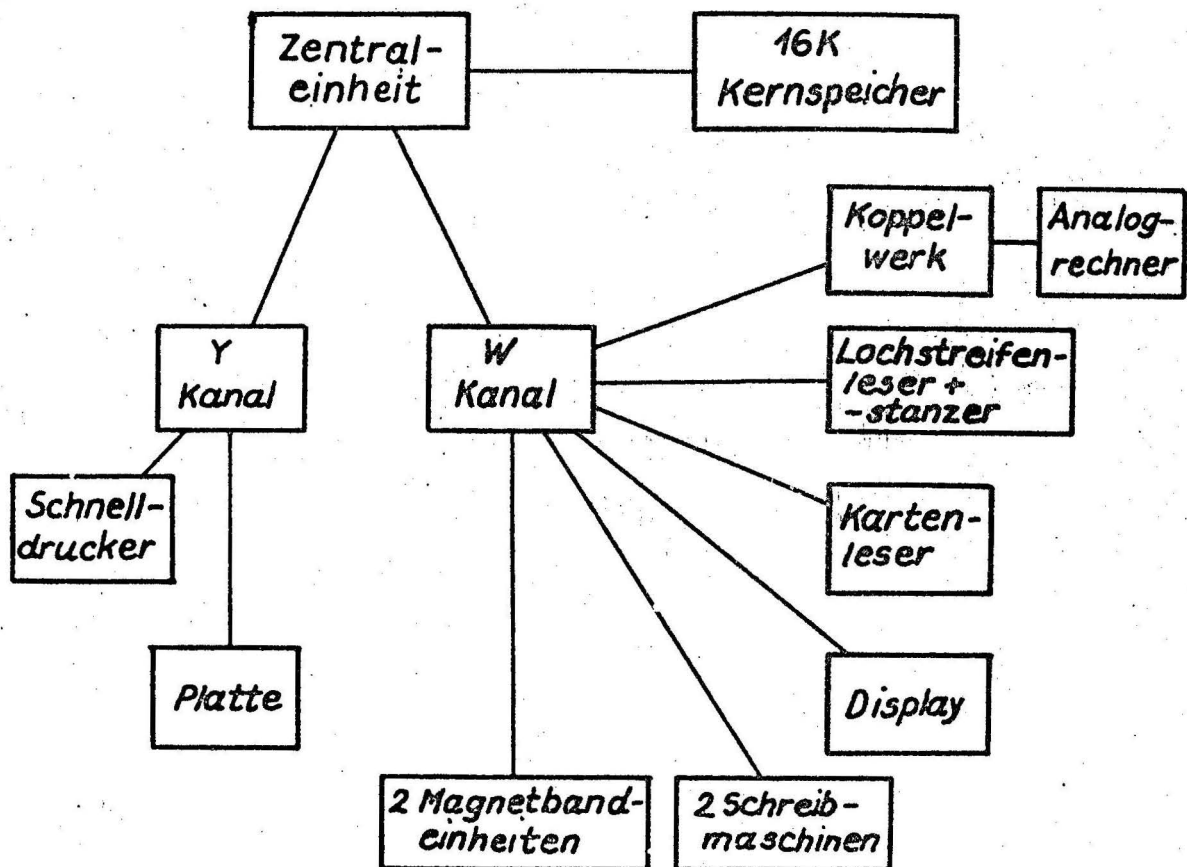 Zentral-
einheit
16K
Kernspeicher
Koppel-
werk
Analog-
rechner
Y
Kanal
W
Kanal
Lochstreifen-
leser +
-stanzer
Schnell-
drucker
Karten-
leser
Platte
Display
2 Magnetband-
einheiten
2 Schreib-
maschinen